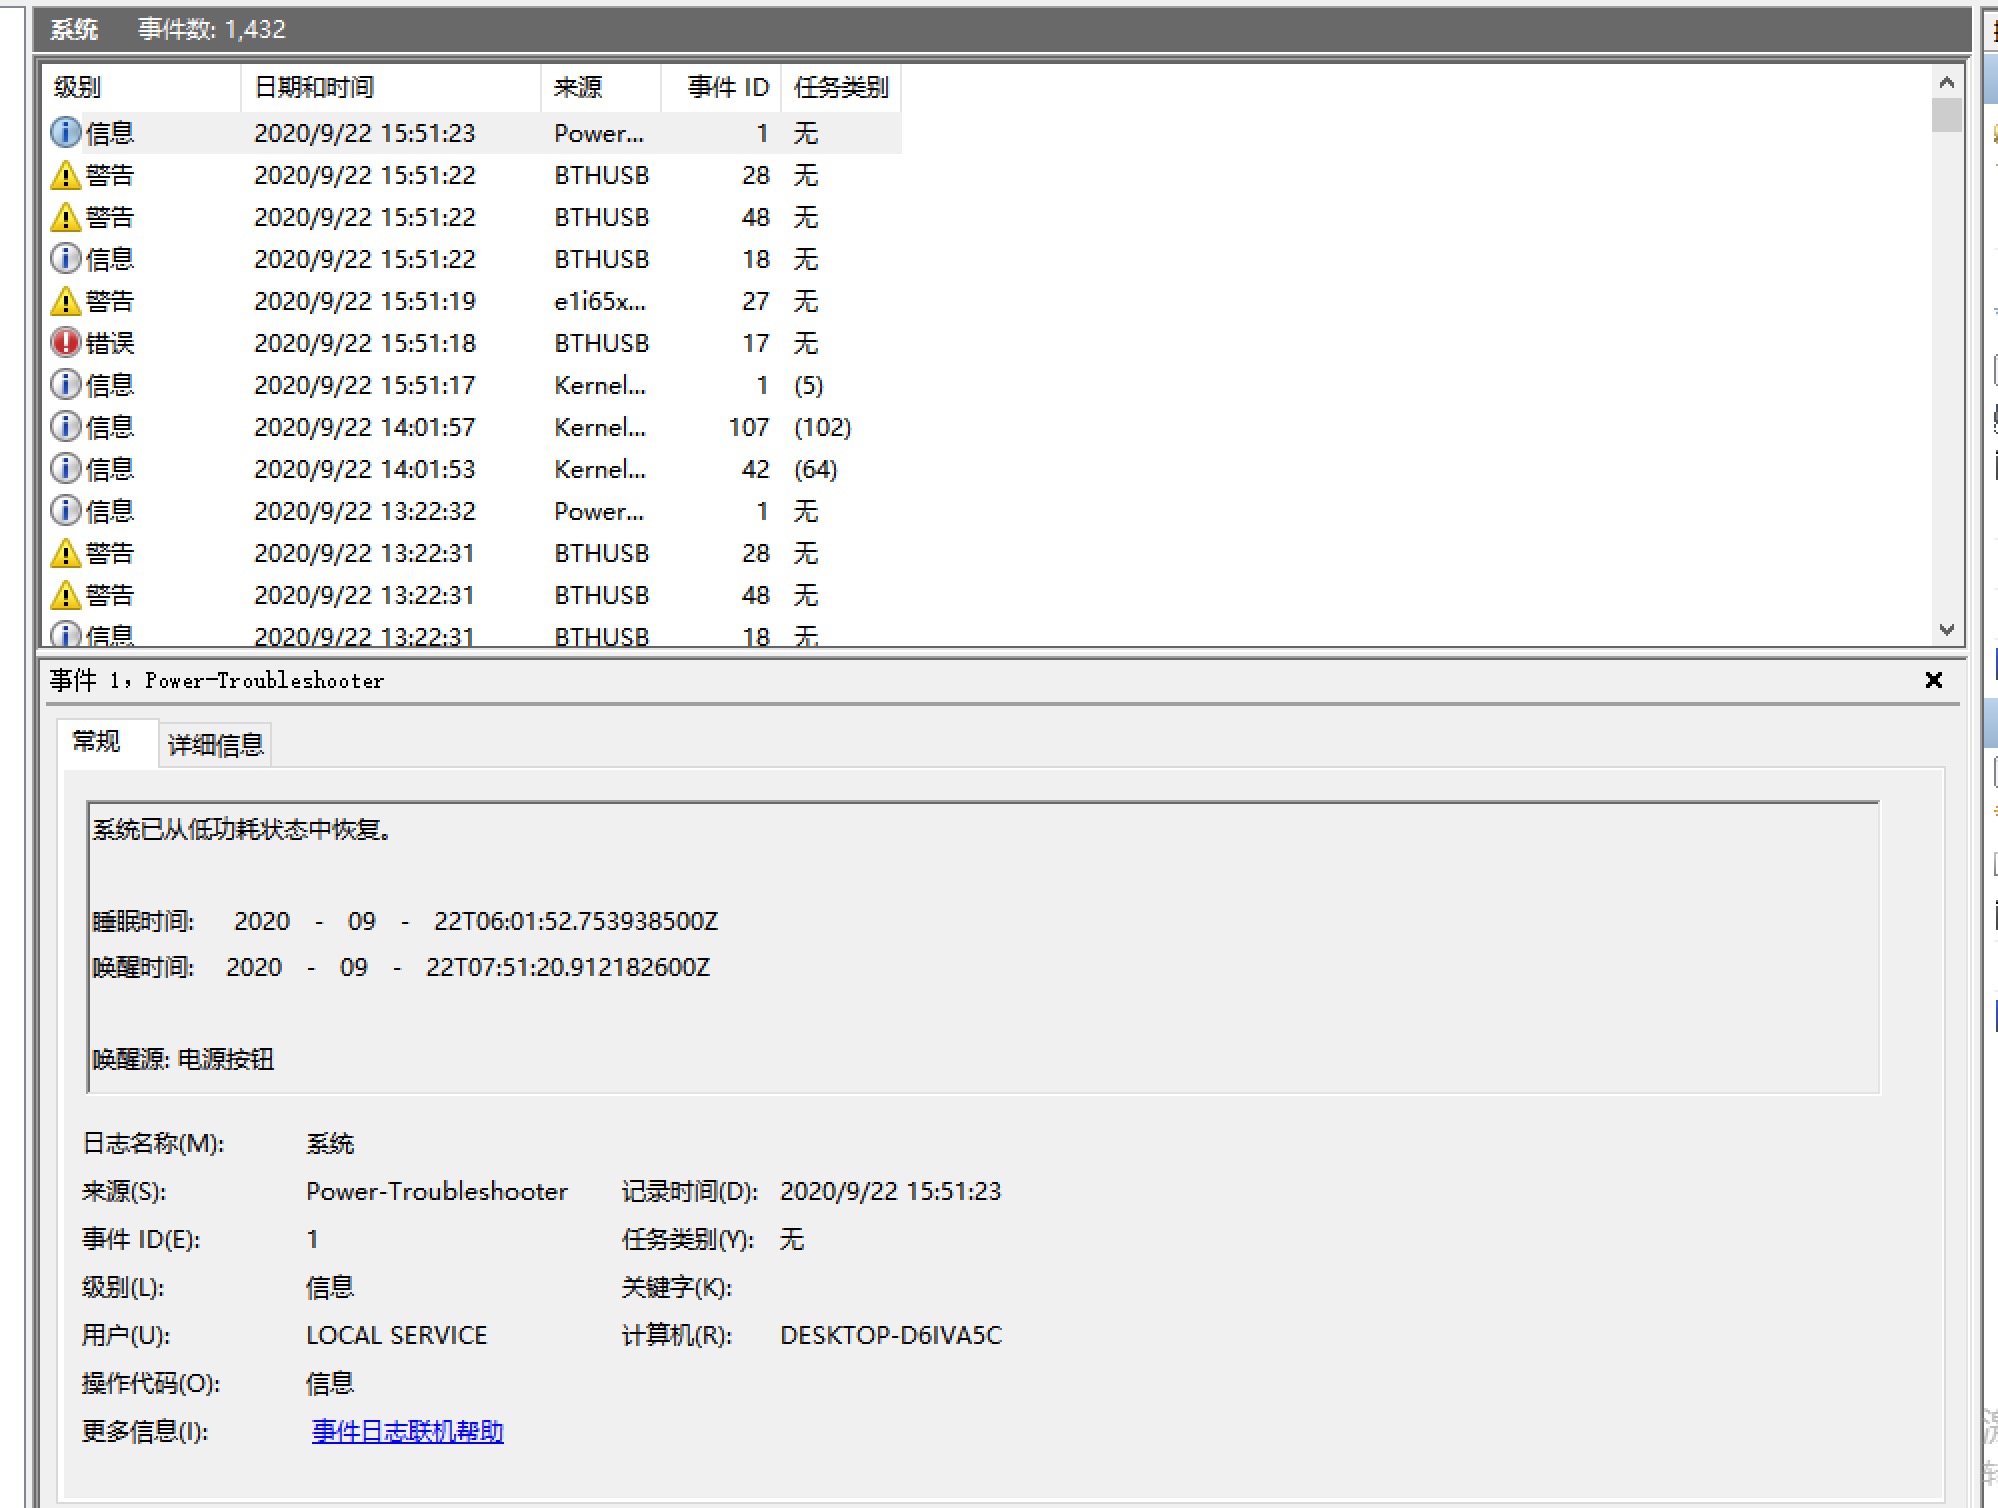 系统 事件数: 1,432
级别 日期和时间 来源 事件 ID 任务类别
信息 2020/9/22 15:51:23 Power... 1 无
警告 2020/9/22 15:51:22 BTHUSB 28 无
警告 2020/9/22 15:51:22 BTHUSB 48 无
信息 2020/9/22 15:51:22 BTHUSB 18 无
警告 2020/9/22 15:51:19 e1i65x... 27 无
错误 2020/9/22 15:51:18 BTHUSB 17 无
信息 2020/9/22 15:51:17 Kernel... 1 (5)
信息 2020/9/22 14:01:57 Kernel... 107 (102)
信息 2020/9/22 14:01:53 Kernel... 42 (64)
信息 2020/9/22 13:22:32 Power... 1 无
警告 2020/9/22 13:22:31 BTHUSB 28 无
警告 2020/9/22 13:22:31 BTHUSB 48 无
信息 2020/9/22 13:22:31 BTHUSB 18 无
事件 1，Power-Troubleshooter
常规 详细信息
系统已从低功耗状态中恢复。
睡眠时间: 2020 - 09 - 22T06:01:52.753938500Z
唤醒时间: 2020 - 09 - 22T07:51:20.912182600Z
唤醒源: 电源按钮
日志名称(M): 系统
来源(S): Power-Troubleshooter 记录时间(D): 2020/9/22 15:51:23
事件 ID(E): 1 任务类别(Y): 无
级别(L): 信息 关键字(K):
用户(U): LOCAL SERVICE 计算机(R): DESKTOP-D6IVA5C
操作代码(O): 信息
更多信息(I): 事件日志联机帮助